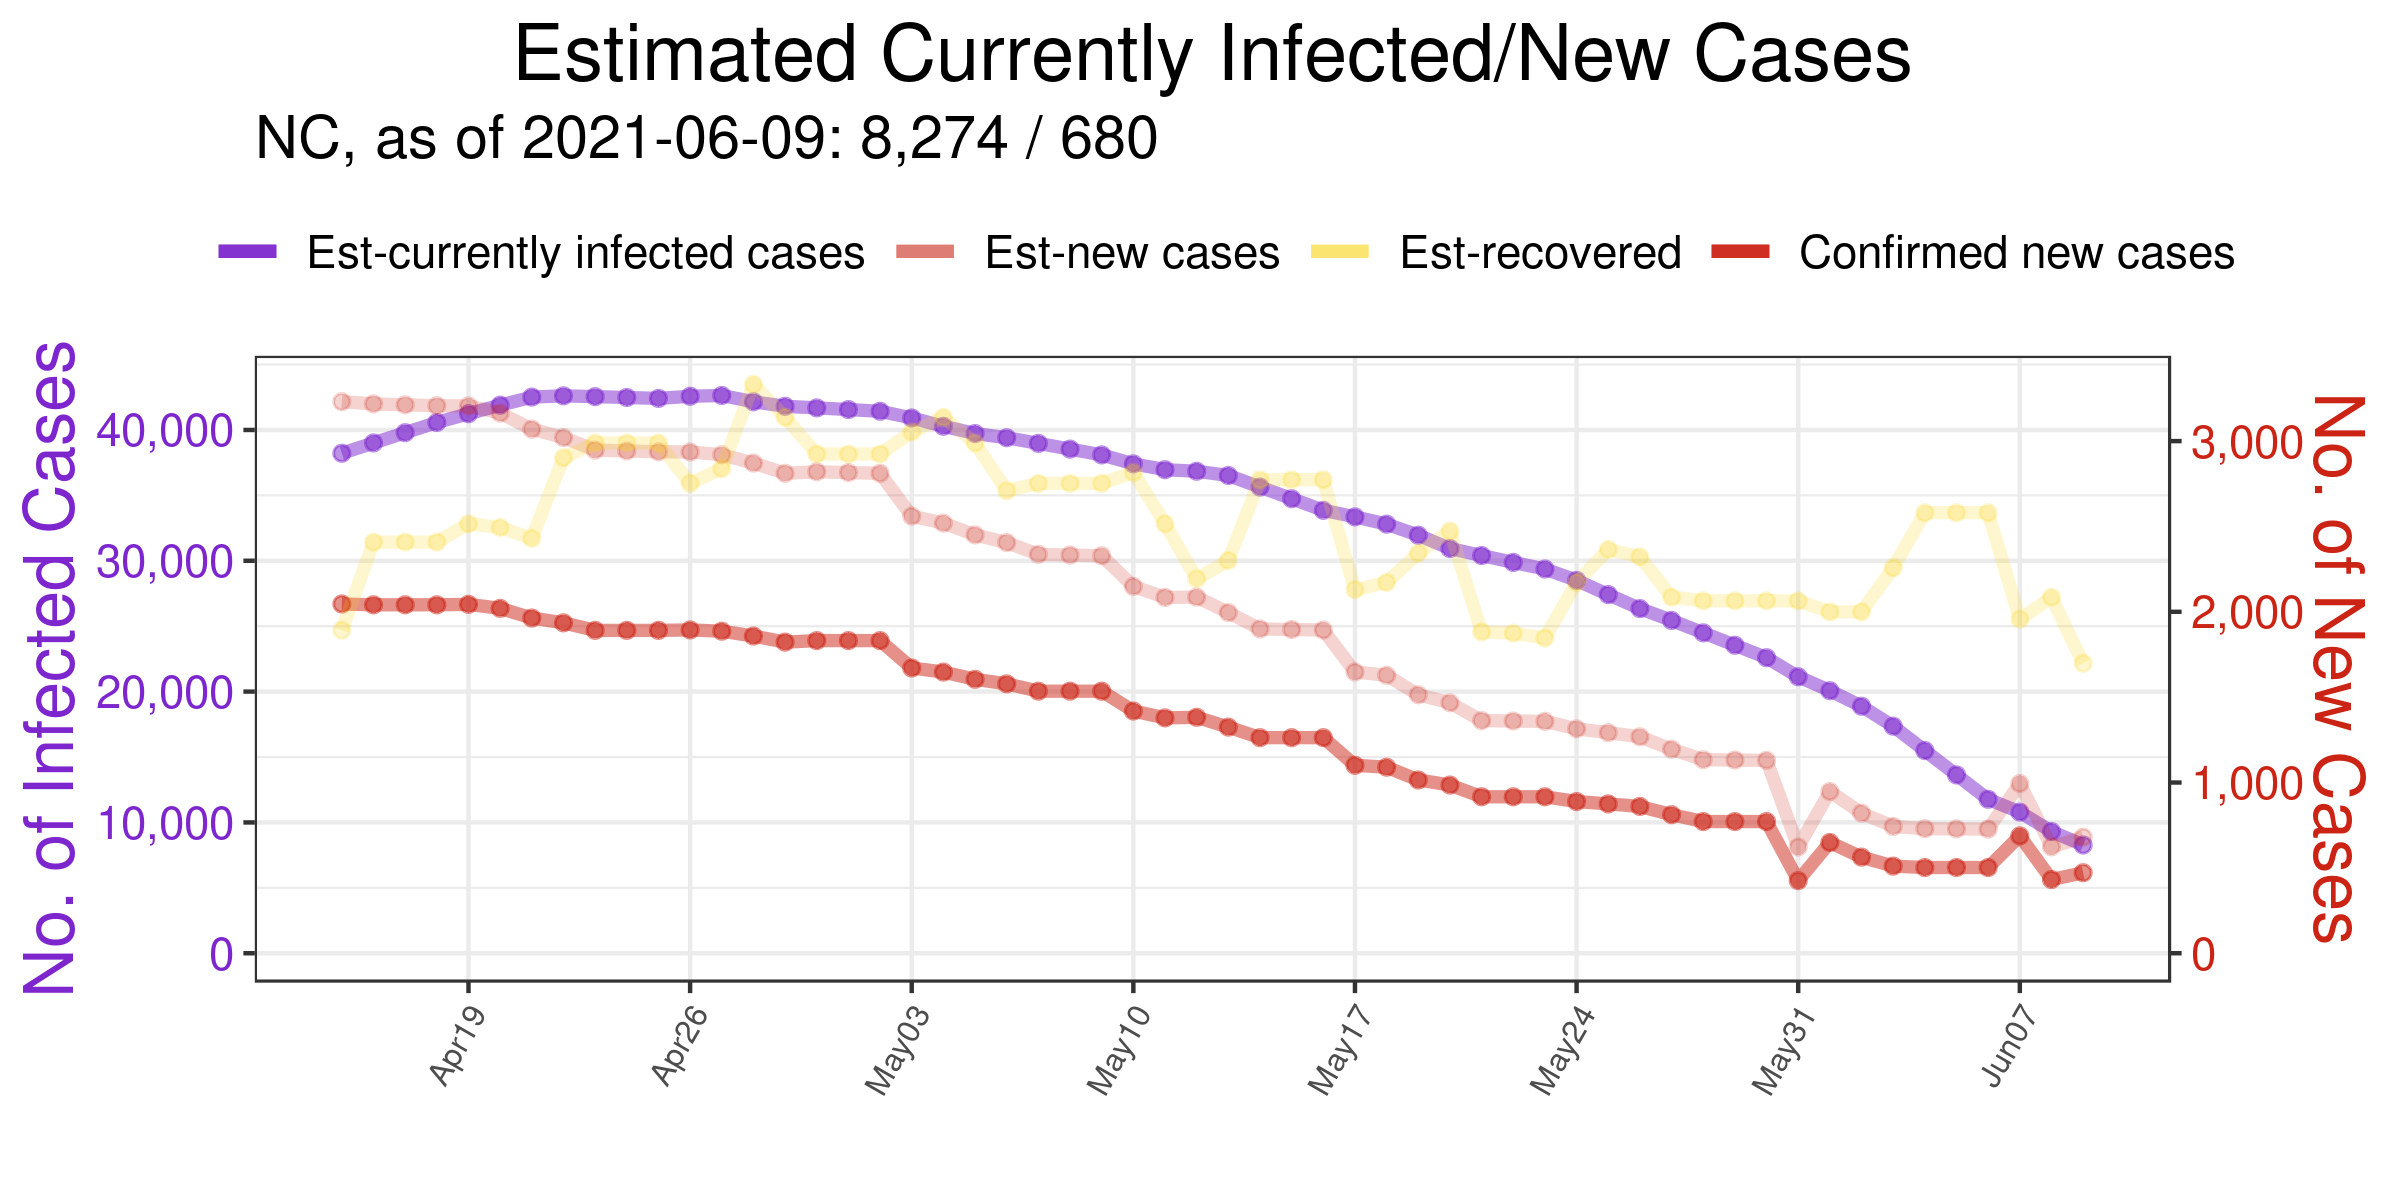 Estimated Currently Infected/New Cases
NC, as of 2021-06-09: 8,274 / 680
Est-currently infected cases Est-new cases Est-recovered Confirmed new cases
No. of Infected Cases
40,000
30,000
20,000
10,000
0
3,000
2,000
1,000
0
No. of New Cases
Apr19 Apr26 May03 May10 May17 May24 May31 Jun07